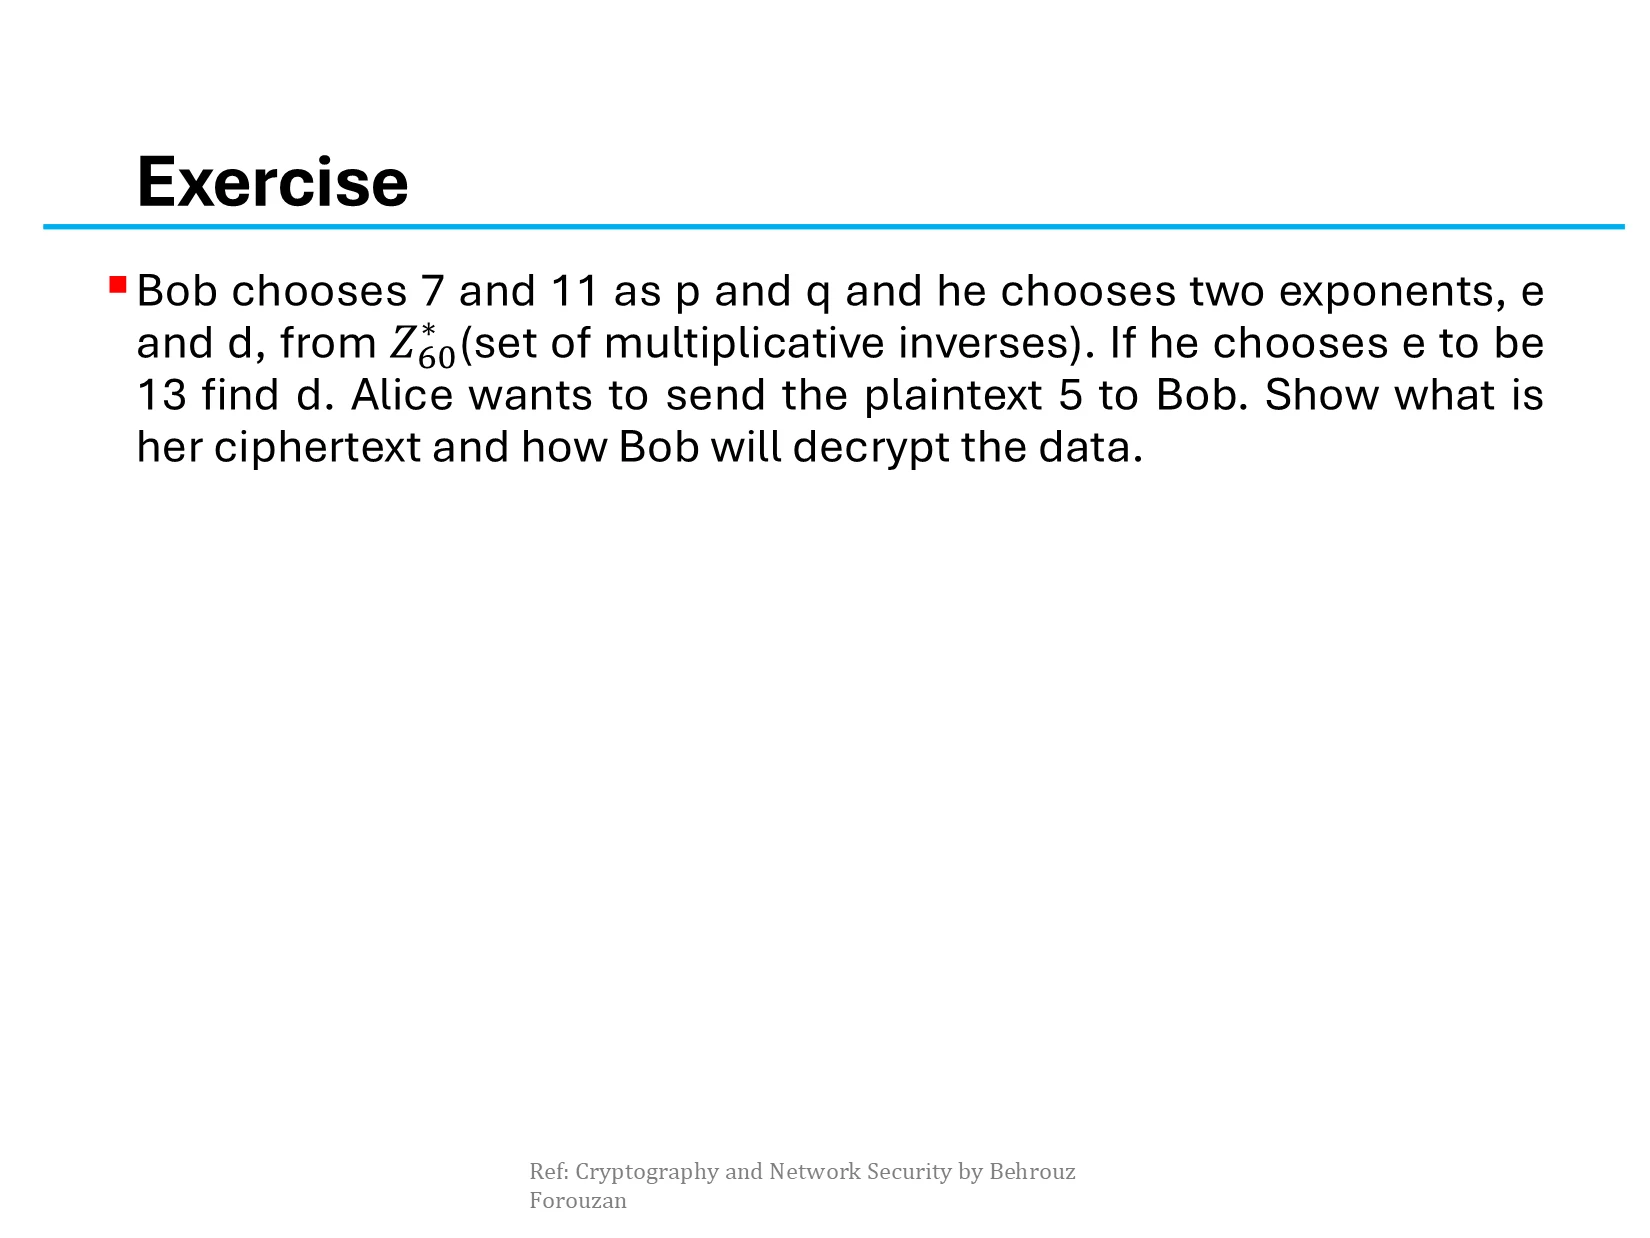 Exercise
Bob chooses 7 and 11 as p and q and he chooses two exponents, e
and d, from $Z_{60}^{*}$(set of multiplicative inverses). If he chooses e to be
13 find d. Alice wants to send the plaintext 5 to Bob. Show what is
her ciphertext and how Bob will decrypt the data.
Ref: Cryptography and Network Security by Behrouz
Forouzan